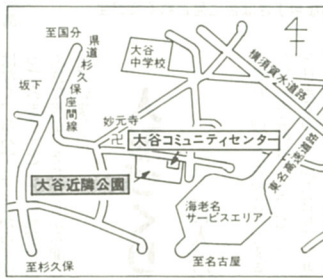 至国分
県道杉久保座間線
坂下
大谷
中学校
横須賀水道路
妙元寺
大谷コミュニティセンター
大谷近隣公園
東名高速道路
海老名
サービスエリア
至名古屋
至杉久保